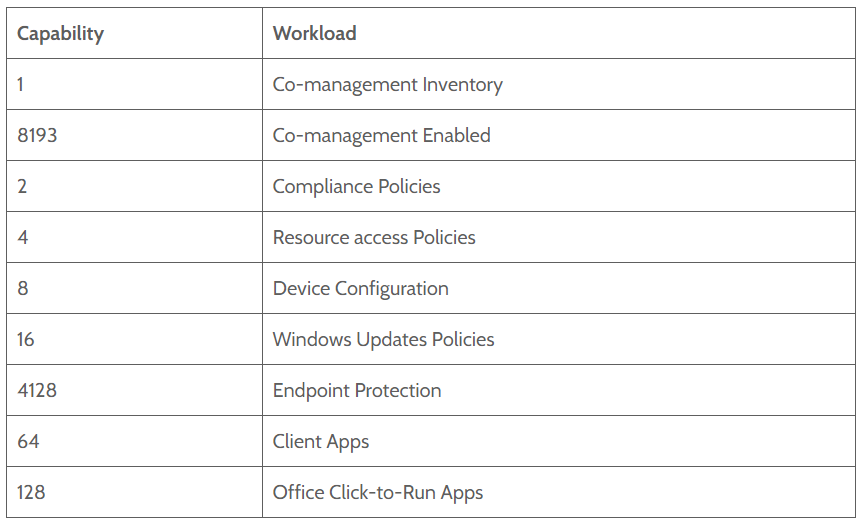 Capability Workload
1 Co-management Inventory
8193 Co-management Enabled
2 Compliance Policies
4 Resource access Policies
8 Device Configuration
16 Windows Updates Policies
4128 Endpoint Protection
64 Client Apps
128 Office Click-to-Run Apps